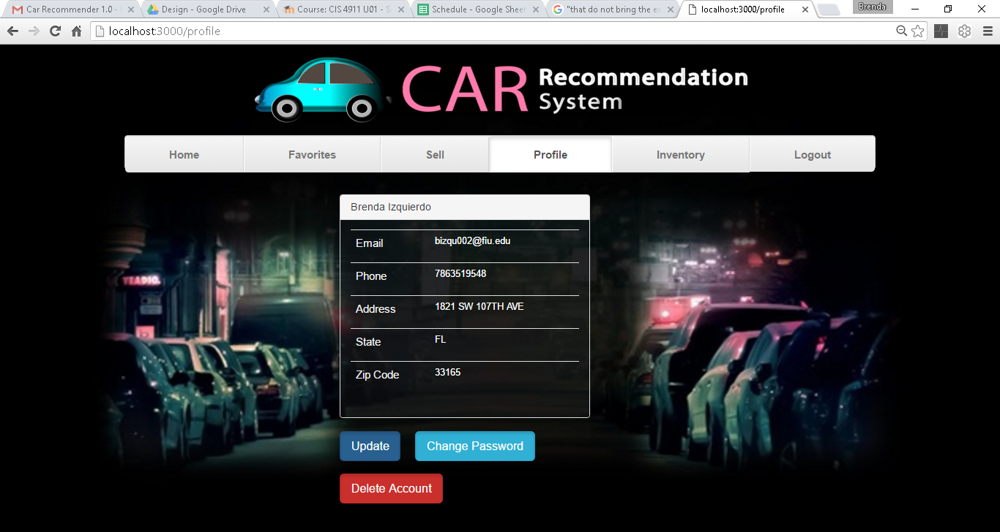 Car Recommender 1.0 -
Design - Google Drive
Course: CIS 4911 U01 - S
Schedule - Google Sheet
"that do not bring the e
localhost:3000/profile
Brenda
localhost:3000/profile
CAR Recommendation System
Home
Favorites
Sell
Profile
Inventory
Logout
Brenda Izquierdo
Email bizqu002@fiu.edu
Phone 7863519548
Address 1821 SW 107TH AVE
State FL
Zip Code 33165
Update
Change Password
Delete Account